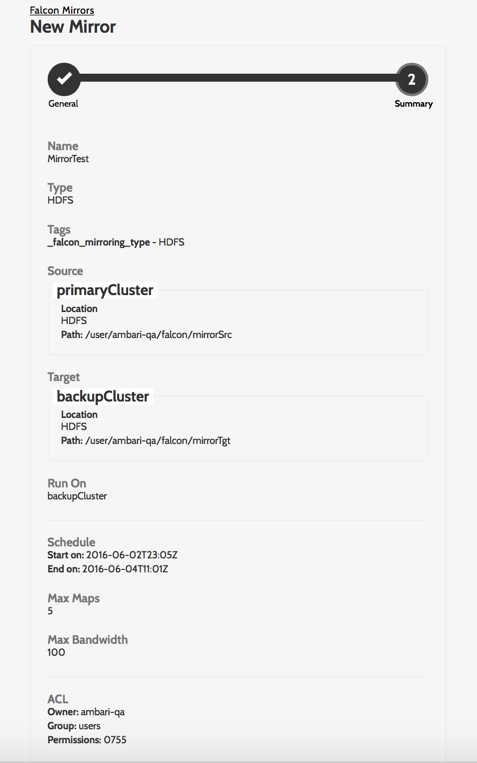 Falcon Mirrors
New Mirror
2
General
Summary
Name
MirrorTest
Type
HDFS
Tags
_falcon_mirroring_type - HDFS
Source
primaryCluster
Location
HDFS
Path: /user/ambari-qa/falcon/mirrorSrc
Target
backupCluster
Location
HDFS
Path: /user/ambari-qa/falcon/mirrorTgt
Run On
backupCluster
Schedule
Start on: 2016-06-02T23:05Z
End on: 2016-06-04T11:01Z
Max Maps
5
Max Bandwidth
100
ACL
Owner: ambari-qa
Group: users
Permissions: 0755